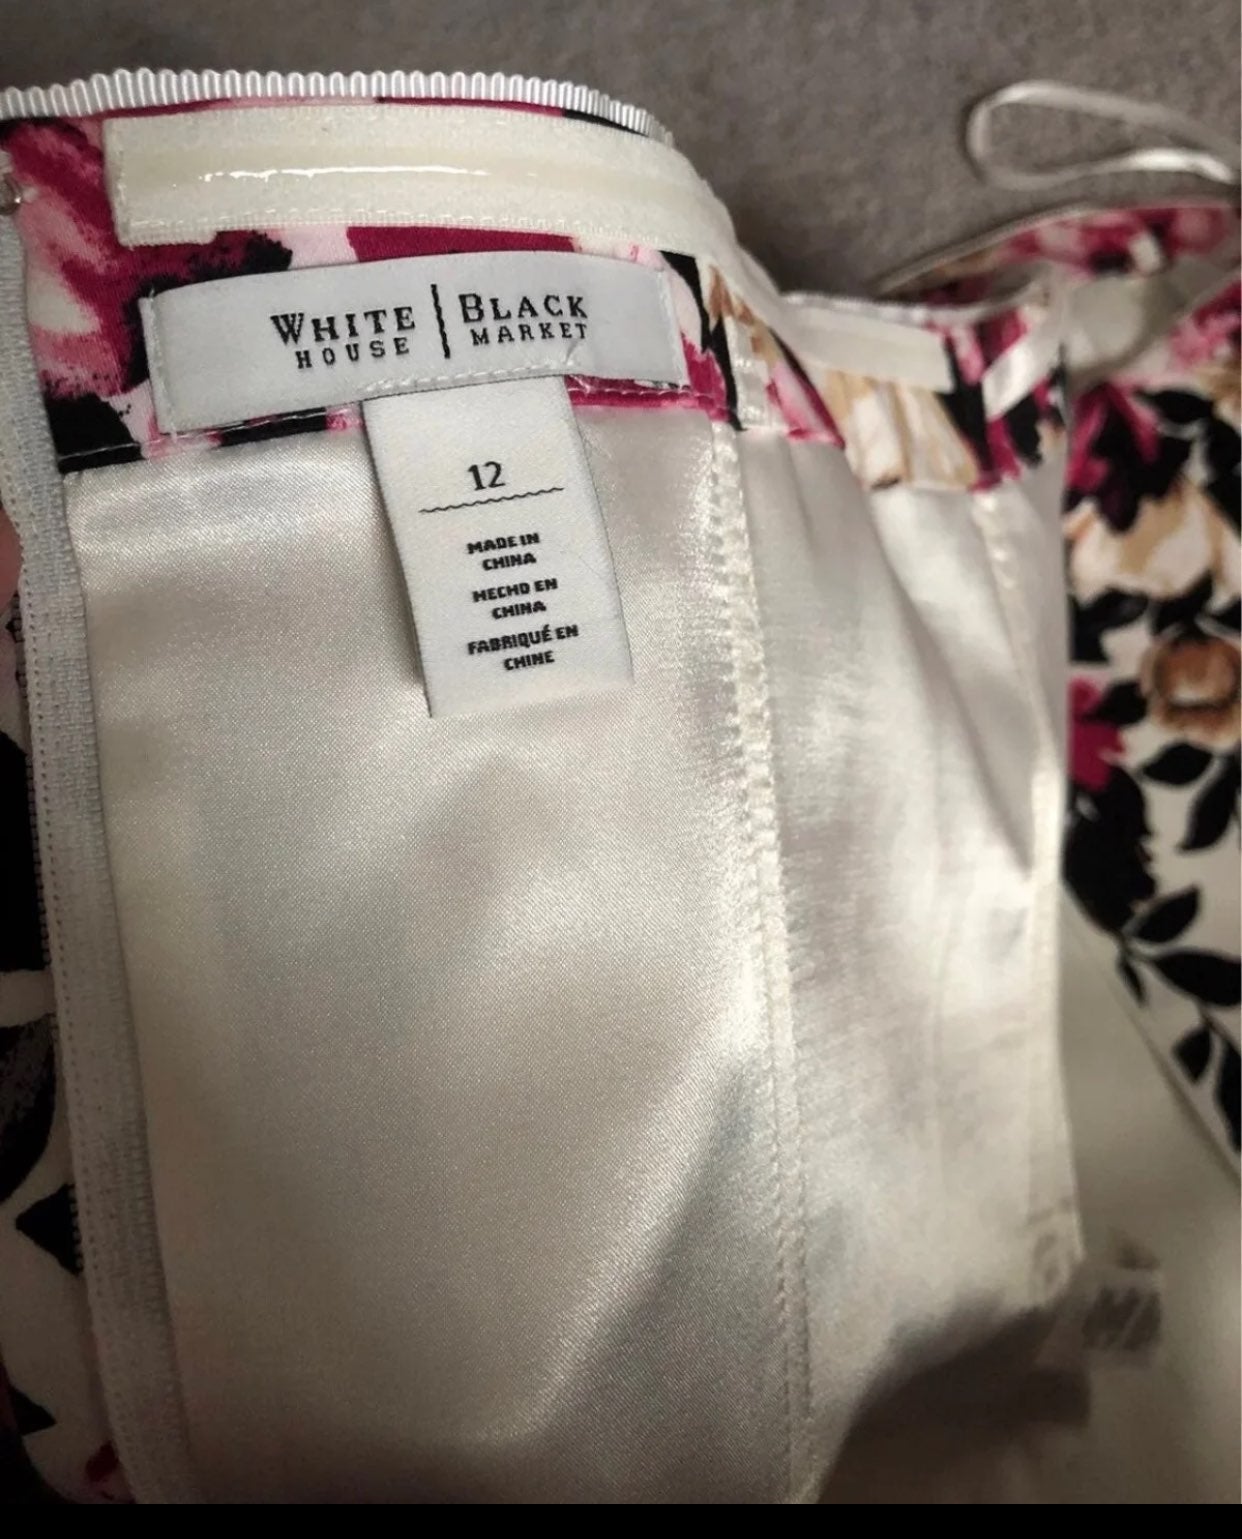 WHITE HOUSE | BLACK MARKET
12
MADE IN
CHINA
HECHO EN
CHINA
FABRIQUÉ EN
CHINE